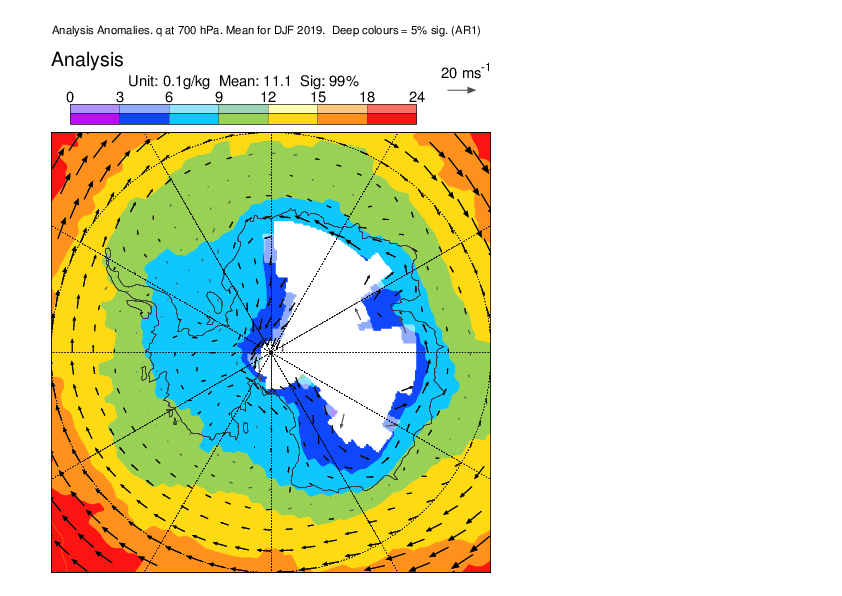 Analysis Anomalies. q at 700 hPa. Mean for DJF 2019.  Deep colours = 5% sig. (AR1)
Analysis
20 ms-1
Unit: 0.1g/kg  Mean: 11.1  Sig: 99%
0 3 6 9 12 15 18 24